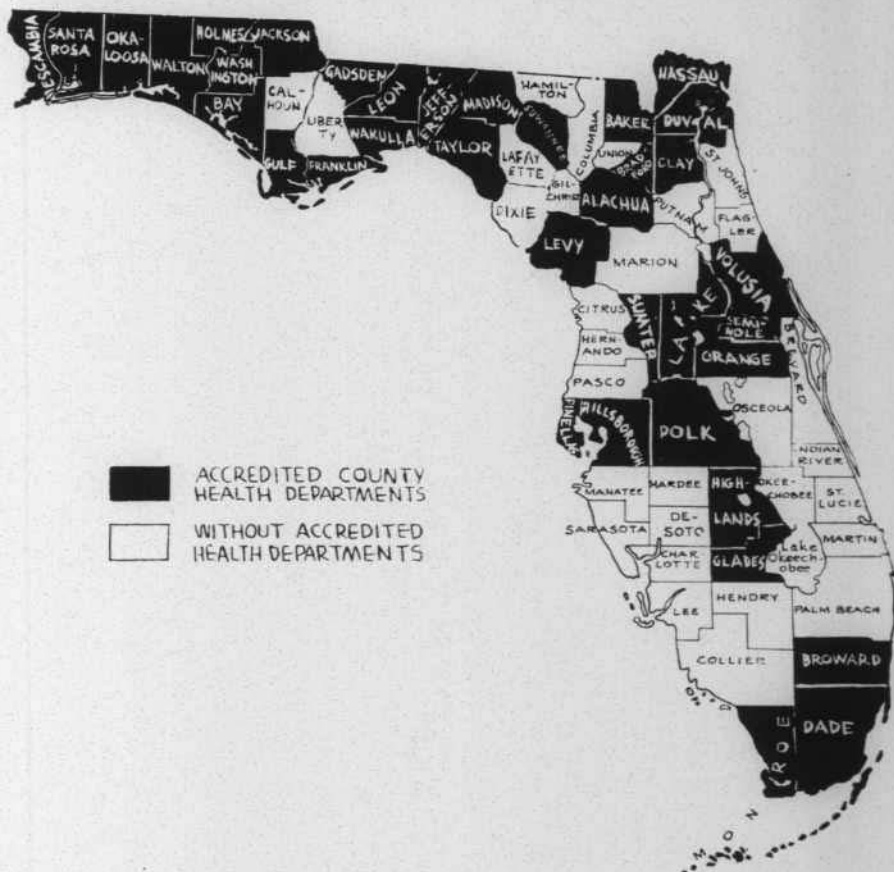 ESCAMBIA
SANTA
ROSA
OKA-
LOOSA
WALTON
HOLMES
JACKSON
WASH
INGTON
BAY
CAL-
HOUN
GULF
LIBER
TY
FRANKLIN
GADSDEN
LEON
WAKULLA
JEFF-
ERSON
MADISON
TAYLOR
HAMIL-
TON
SUWANNEE
LAFAY
ETTE
DIXIE
COLUMBIA
GIL-
CHRIST
BAKER
UNION
BRAD-
FORD
ALACHUA
NASSAU
DUVAL
CLAY
ST JOHNS
PUTNAM
FLAG-
LER
LEVY
MARION
VOLUSIA
CITRUS
SUMTER
LAKE
SEMI-
NOLE
HERN-
ANDO
ORANGE
BREVARD
PASCO
PINELLAS
HILLSBOROUGH
POLK
OSCEOLA
INDIAN
RIVER
MANATEE
HARDEE
HIGH-
LANDS
OKEE-
CHOBEE
ST.
LUCIE
SARASOTA
DE-
SOTO
MARTIN
CHAR
LOTTE
GLADES
Lake
Okeech-
obee
LEE
HENDRY
PALM BEACH
COLLIER
BROWARD
MONROE
DADE
ACCREDITED COUNTY
HEALTH DEPARTMENTS
WITHOUT ACCREDITED
HEALTH DEPARTMENTS